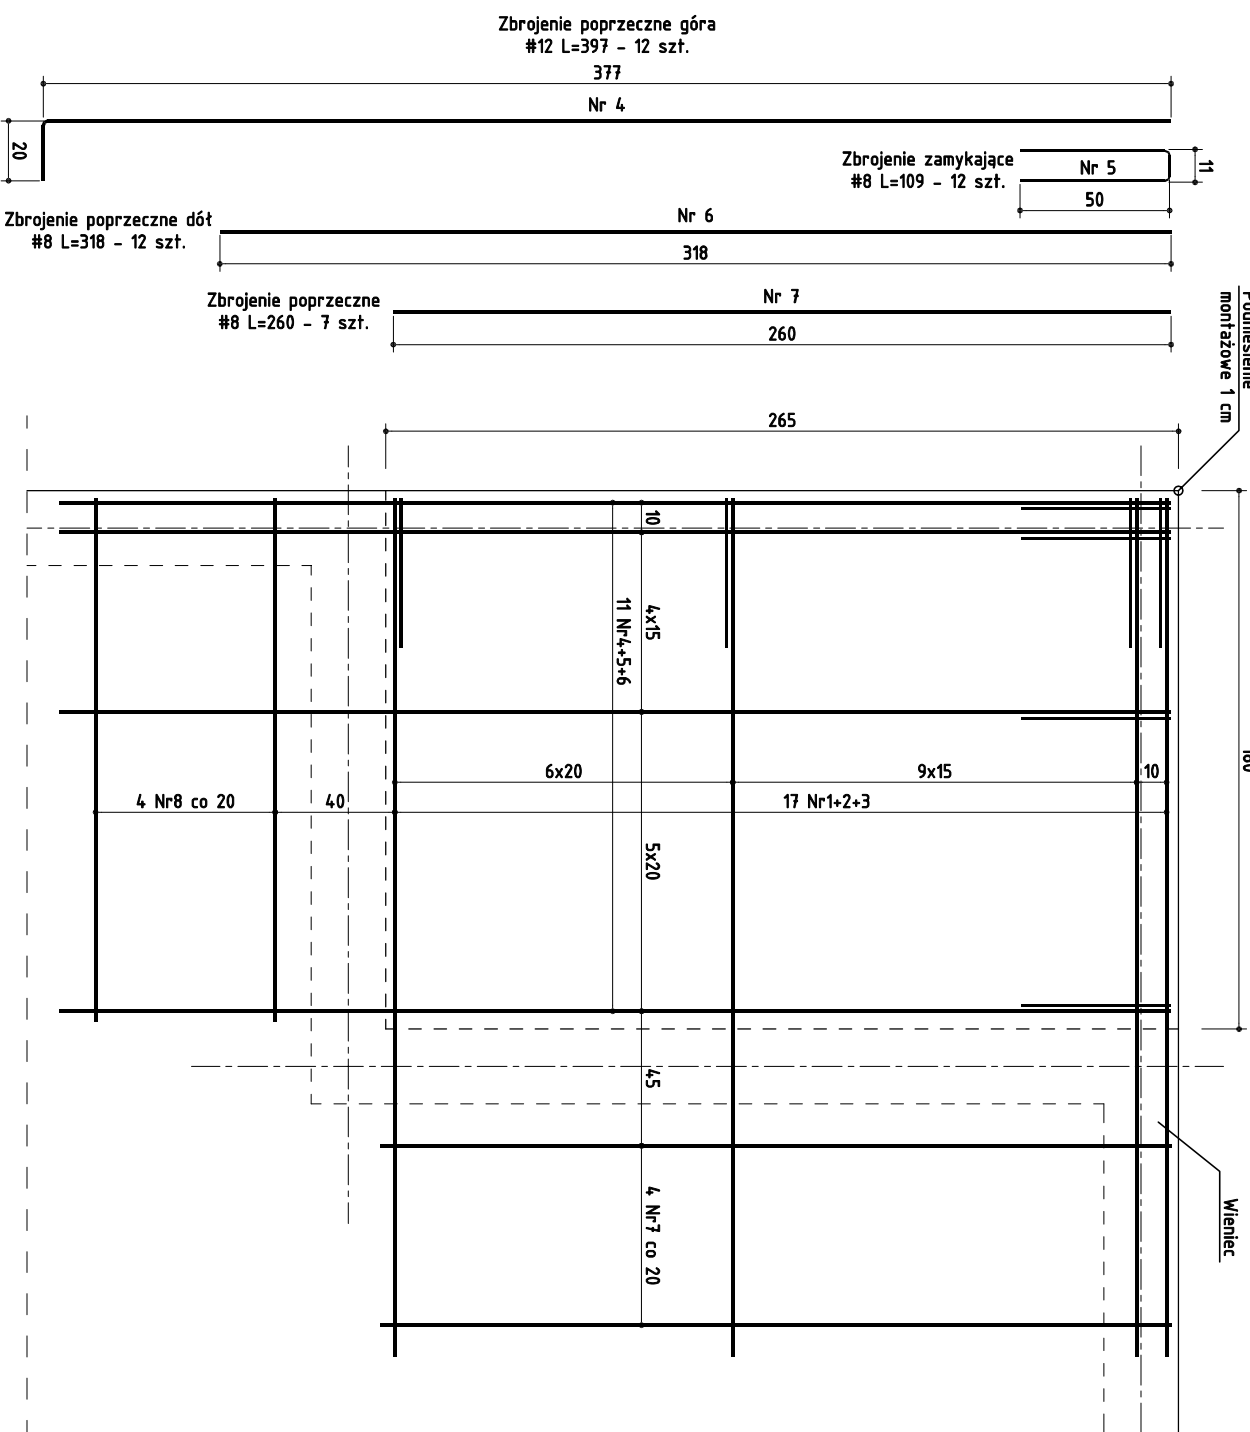 Zbrojenie poprzeczne góra
#12 L=397 - 12 szt.
377
Nr 4
20
Zbrojenie zamykające
#8 L=109 - 12 szt.
Nr 5
11
50
Zbrojenie poprzeczne dół
#8 L=318 - 12 szt.
Nr 6
318
Zbrojenie poprzeczne
#8 L=260 - 7 szt.
Nr 7
260
montażowe 1 cm
265
10
4x15
11 Nr4+5+6
6x20
9x15
10
4 Nr8 co 20
40
17 Nr1+2+3
5x20
45
4 Nr7 co 20
Wieniec